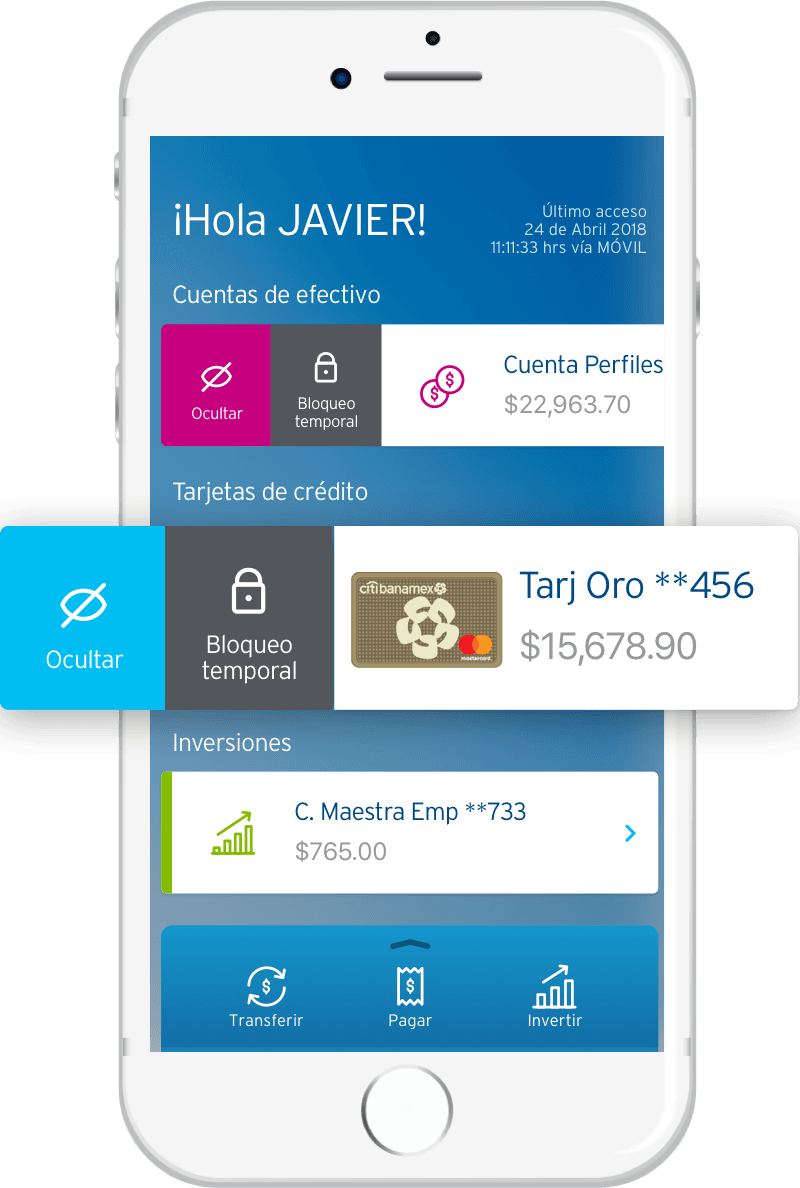 ¡Hola JAVIER!
Último acceso
24 de Abril 2018
11:11:33 hrs vía MÓVIL
Cuentas de efectivo
Ocultar
Bloqueo
temporal
$
$
Cuenta Perfiles
$22,963.70
Tarjetas de crédito
Ocultar
Bloqueo
temporal
citibanamex
mastercard
Tarj Oro **456
$15,678.90
Inversiones
C. Maestra Emp **733
$765.00
$
Transferir
$
Pagar
Invertir